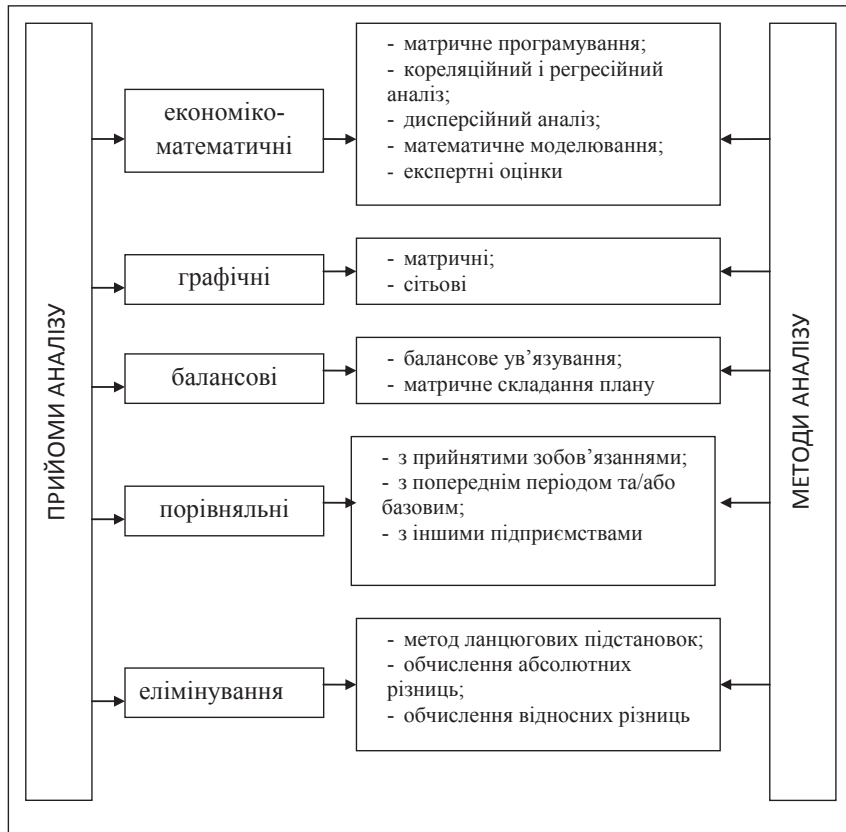 ПРИЙОМИ АНАЛІЗУ
економіко-
математичні
- матричне програмування;
- кореляційний і регресійний
аналіз;
- дисперсійний аналіз;
- математичне моделювання;
- експертні оцінки
графічні
- матричні;
- сітьові
балансові
- балансове ув’язування;
- матричне складання плану
порівняльні
- з прийнятими зобов’язаннями;
- з попереднім періодом та/або
базовим;
- з іншими підприємствами
елімінування
- метод ланцюгових підстановок;
- обчислення абсолютних
різниць;
- обчислення відносних різниць
МЕТОДИ АНАЛІЗУ